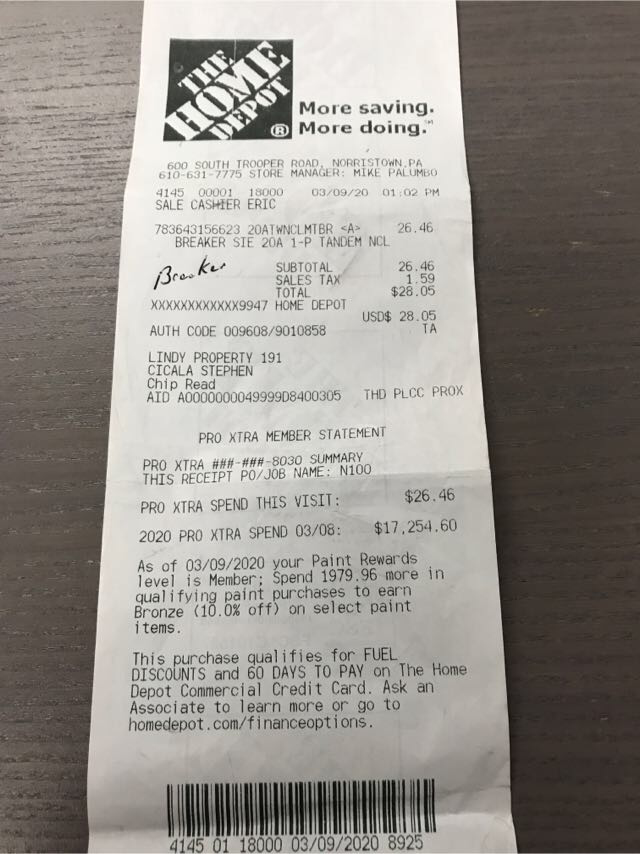 THE
HOME
DEPOT
®
More saving.
More doing.℠
600 SOUTH TROOPER ROAD, NORRISTOWN,PA
610-631-7775 STORE MANAGER: MIKE PALUMBO
4145 00001 18000 03/09/20 01:02 PM
SALE CASHIER ERIC
783643156623 20ATWNCLMTBR <A> 26.46
BREAKER SIE 20A 1-P TANDEM NCL
Breaker
SUBTOTAL 26.46
SALES TAX 1.59
TOTAL $28.05
XXXXXXXXXXXX9947 HOME DEPOT
USD$ 28.05
AUTH CODE 009608/9010858 TA
LINDY PROPERTY 191
CICALA STEPHEN
Chip Read
AID A0000000049999D8400305 THD PLCC PROX
PRO XTRA MEMBER STATEMENT
PRO XTRA ###-###-8030 SUMMARY
THIS RECEIPT PO/JOB NAME: N100
PRO XTRA SPEND THIS VISIT: $26.46
2020 PRO XTRA SPEND 03/08: $17,254.60
As of 03/09/2020 your Paint Rewards
level is Member; Spend 1979.96 more in
qualifying paint purchases to earn
Bronze (10.0% off) on select paint
items.
This purchase qualifies for FUEL
DISCOUNTS and 60 DAYS TO PAY on The Home
Depot Commercial Credit Card. Ask an
Associate to learn more or go to
homedepot.com/financeoptions.
4145 01 18000 03/09/2020 8925